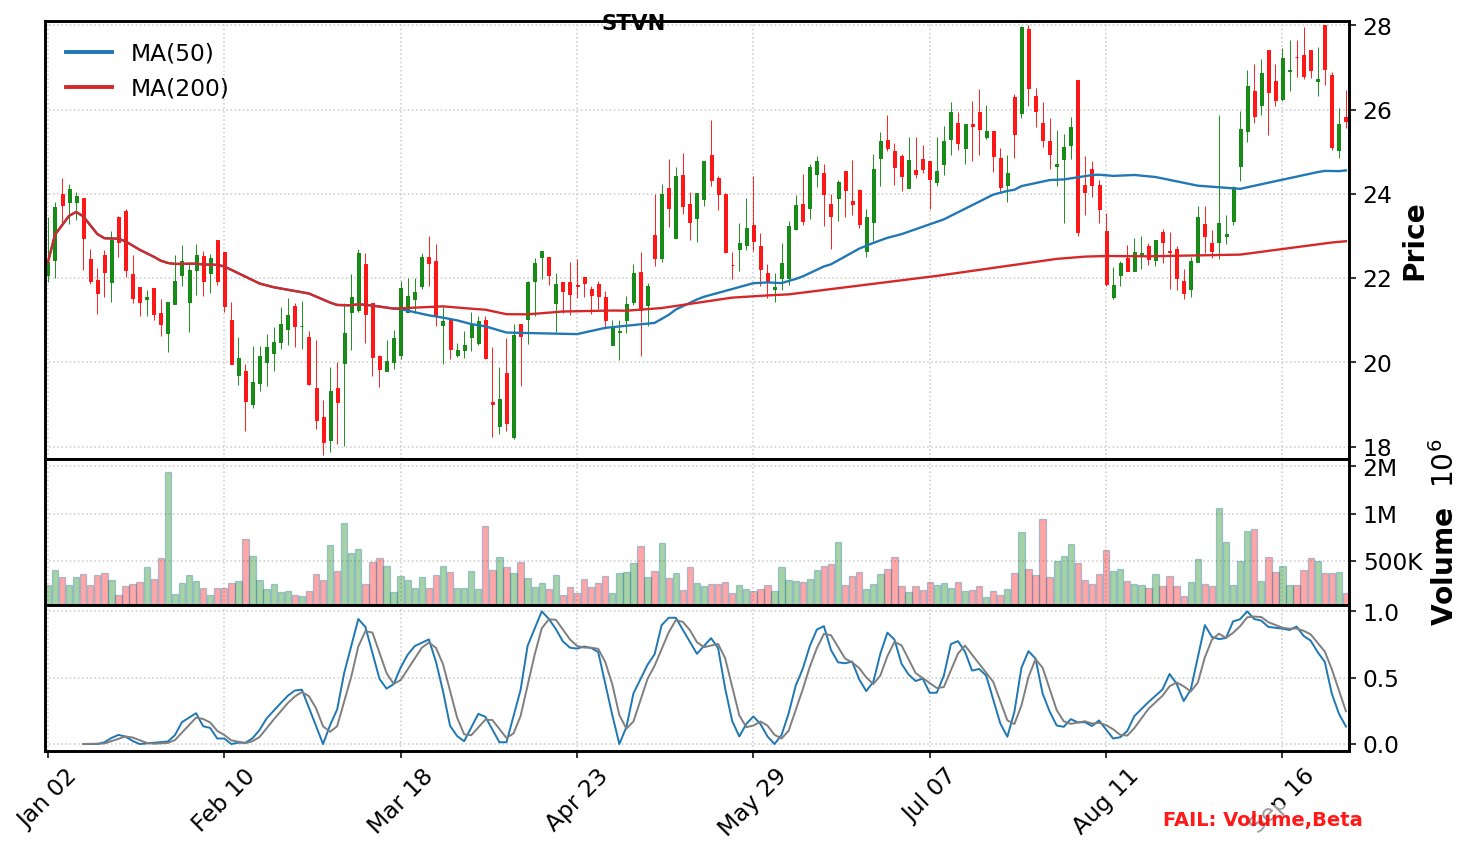 STVN
MA(50)
MA(200)
28
26
24
22
20
18
Price
2M
1M
500K
Volume 10⁶
1.0
0.5
0.0
Jan 02
Feb 10
Mar 18
Apr 23
May 29
Jul 07
Aug 11
Sep 16
FAIL: Volume,Beta